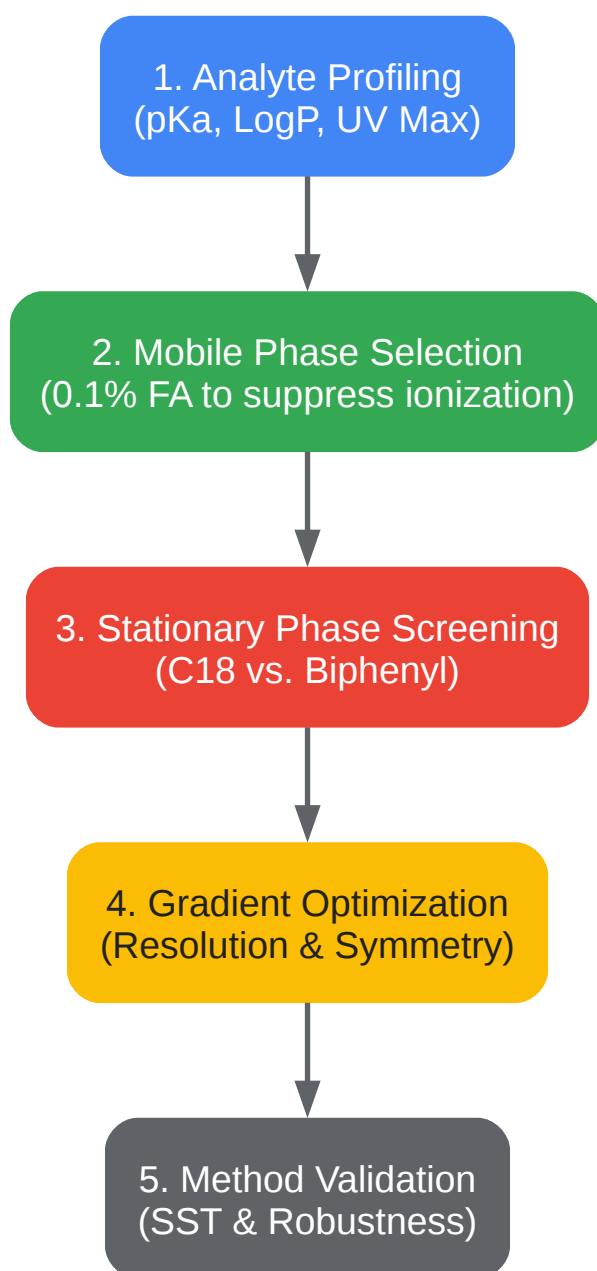 1. Analyte Profiling
(pKa, LogP, UV Max)
2. Mobile Phase Selection
(0.1% FA to suppress ionization)
3. Stationary Phase Screening
(C18 vs. Biphenyl)
4. Gradient Optimization
(Resolution & Symmetry)
5. Method Validation
(SST & Robustness)